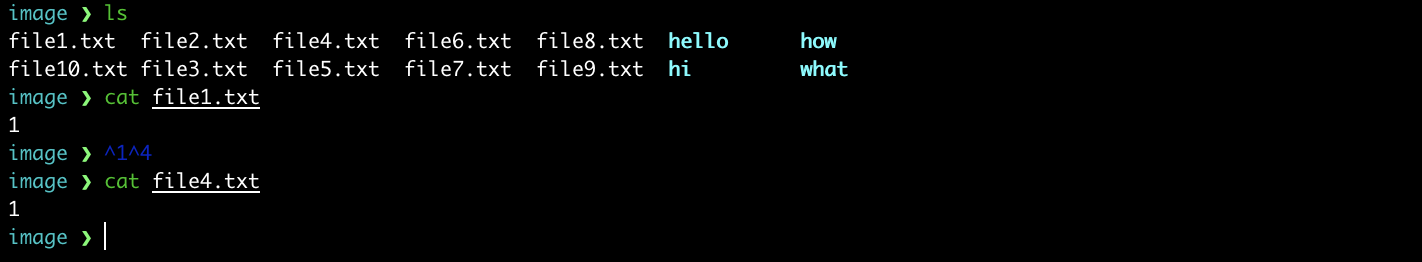 image ❯ ls
file1.txt  file2.txt  file4.txt  file6.txt  file8.txt  hello      how
file10.txt file3.txt  file5.txt  file7.txt  file9.txt  hi         what
image ❯ cat file1.txt
1
image ❯ ^1^4
image ❯ cat file4.txt
1
image ❯